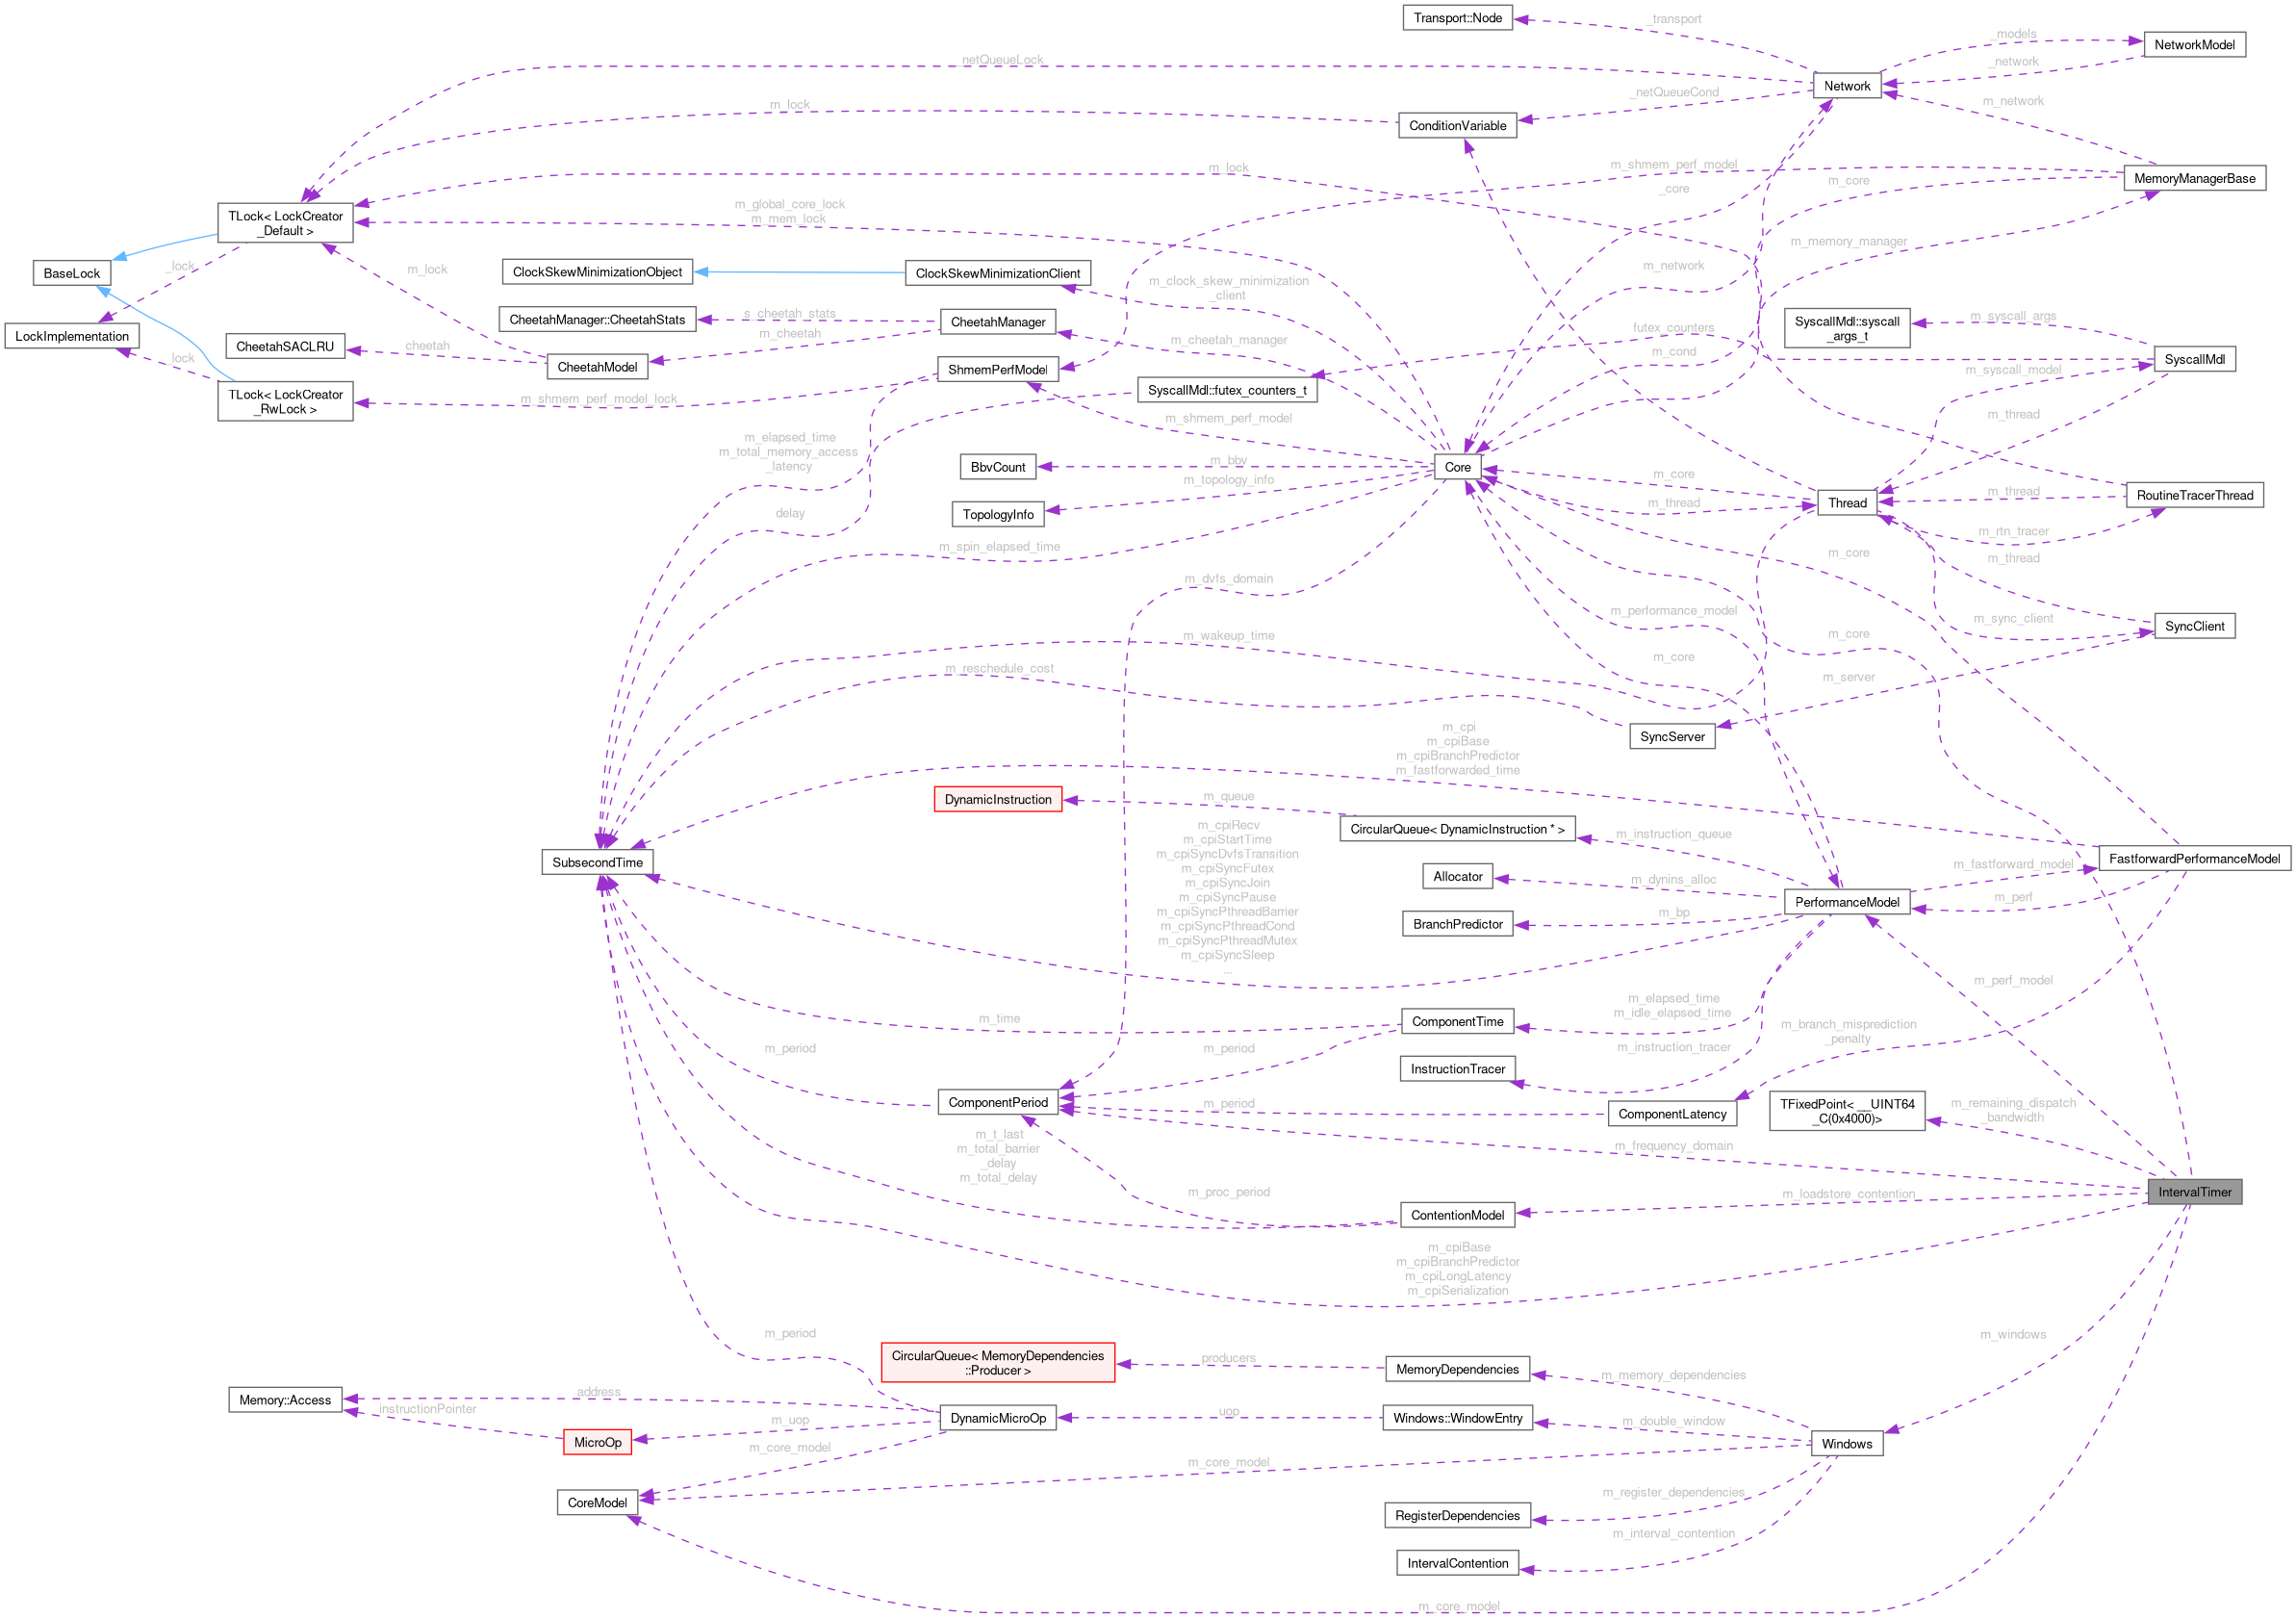 Transport::Node
_transport
_models
NetworkModel
netQueueLock
_network
Network
m_lock
_netQueueCond
m_network
ConditionVariable
m_lock
m_shmem_perf_model
_core
m_core
MemoryManagerBase
TLock< LockCreator
_Default >
m_global_core_lock
m_mem_lock
m_memory_manager
BaseLock
_lock
m_lock
ClockSkewMinimizationObject
ClockSkewMinimizationClient
m_clock_skew_minimization
_client
m_network
LockImplementation
CheetahManager::CheetahStats
s_cheetah_stats
CheetahManager
m_cheetah
m_cheetah_manager
futex_counters
SyscallMdl::syscall
_args_t
m_syscall_args
CheetahSACLRU
cheetah
CheetahModel
_lock
ShmemPerfModel
m_cond
SyscallMdl
m_syscall_model
TLock< LockCreator
_RwLock >
m_shmem_perf_model_lock
SyscallMdl::futex_counters_t
m_shmem_perf_model
m_thread
m_elapsed_time
m_total_memory_access
_latency
BbvCount
m_bbv
Core
m_core
m_topology_info
m_thread
Thread
m_thread
RoutineTracerThread
TopologyInfo
delay
m_rtn_tracer
m_spin_elapsed_time
m_core
m_thread
m_dvfs_domain
m_performance_model
m_sync_client
SyncClient
m_wakeup_time
m_core
m_reschedule_cost
m_core
m_server
SyncServer
m_cpi
m_cpiBase
m_cpiBranchPredictor
m_fastforwarded_time
DynamicInstruction
m_queue
CircularQueue< DynamicInstruction * >
m_instruction_queue
m_cpiRecv
m_cpiStartTime
m_cpiSyncDvfsTransition
m_cpiSyncFutex
m_cpiSyncJoin
m_cpiSyncPause
m_cpiSyncPthreadBarrier
m_cpiSyncPthreadCond
m_cpiSyncPthreadMutex
m_cpiSyncSleep
...
SubsecondTime
Allocator
m_dynins_alloc
m_fastforward_model
FastforwardPerformanceModel
PerformanceModel
m_perf
BranchPredictor
m_bp
m_perf_model
m_time
ComponentTime
m_elapsed_time
m_idle_elapsed_time
m_branch_misprediction
_penalty
m_period
m_period
InstructionTracer
m_instruction_tracer
ComponentPeriod
m_period
ComponentLatency
TFixedPoint< __UINT64
_C(0x4000)>
m_remaining_dispatch
_bandwidth
m_t_last
m_total_barrier
_delay
m_total_delay
m_frequency_domain
m_proc_period
ContentionModel
m_loadstore_contention
IntervalTimer
m_cpiBase
m_cpiBranchPredictor
m_cpiLongLatency
m_cpiSerialization
m_period
m_windows
CircularQueue< MemoryDependencies
::Producer >
producers
MemoryDependencies
m_memory_dependencies
Memory::Access
address
instructionPointer
MicroOp
m_uop
DynamicMicroOp
uop
Windows::WindowEntry
m_double_window
Windows
m_core_model
m_core_model
CoreModel
RegisterDependencies
m_register_dependencies
m_interval_contention
IntervalContention
m_core_model